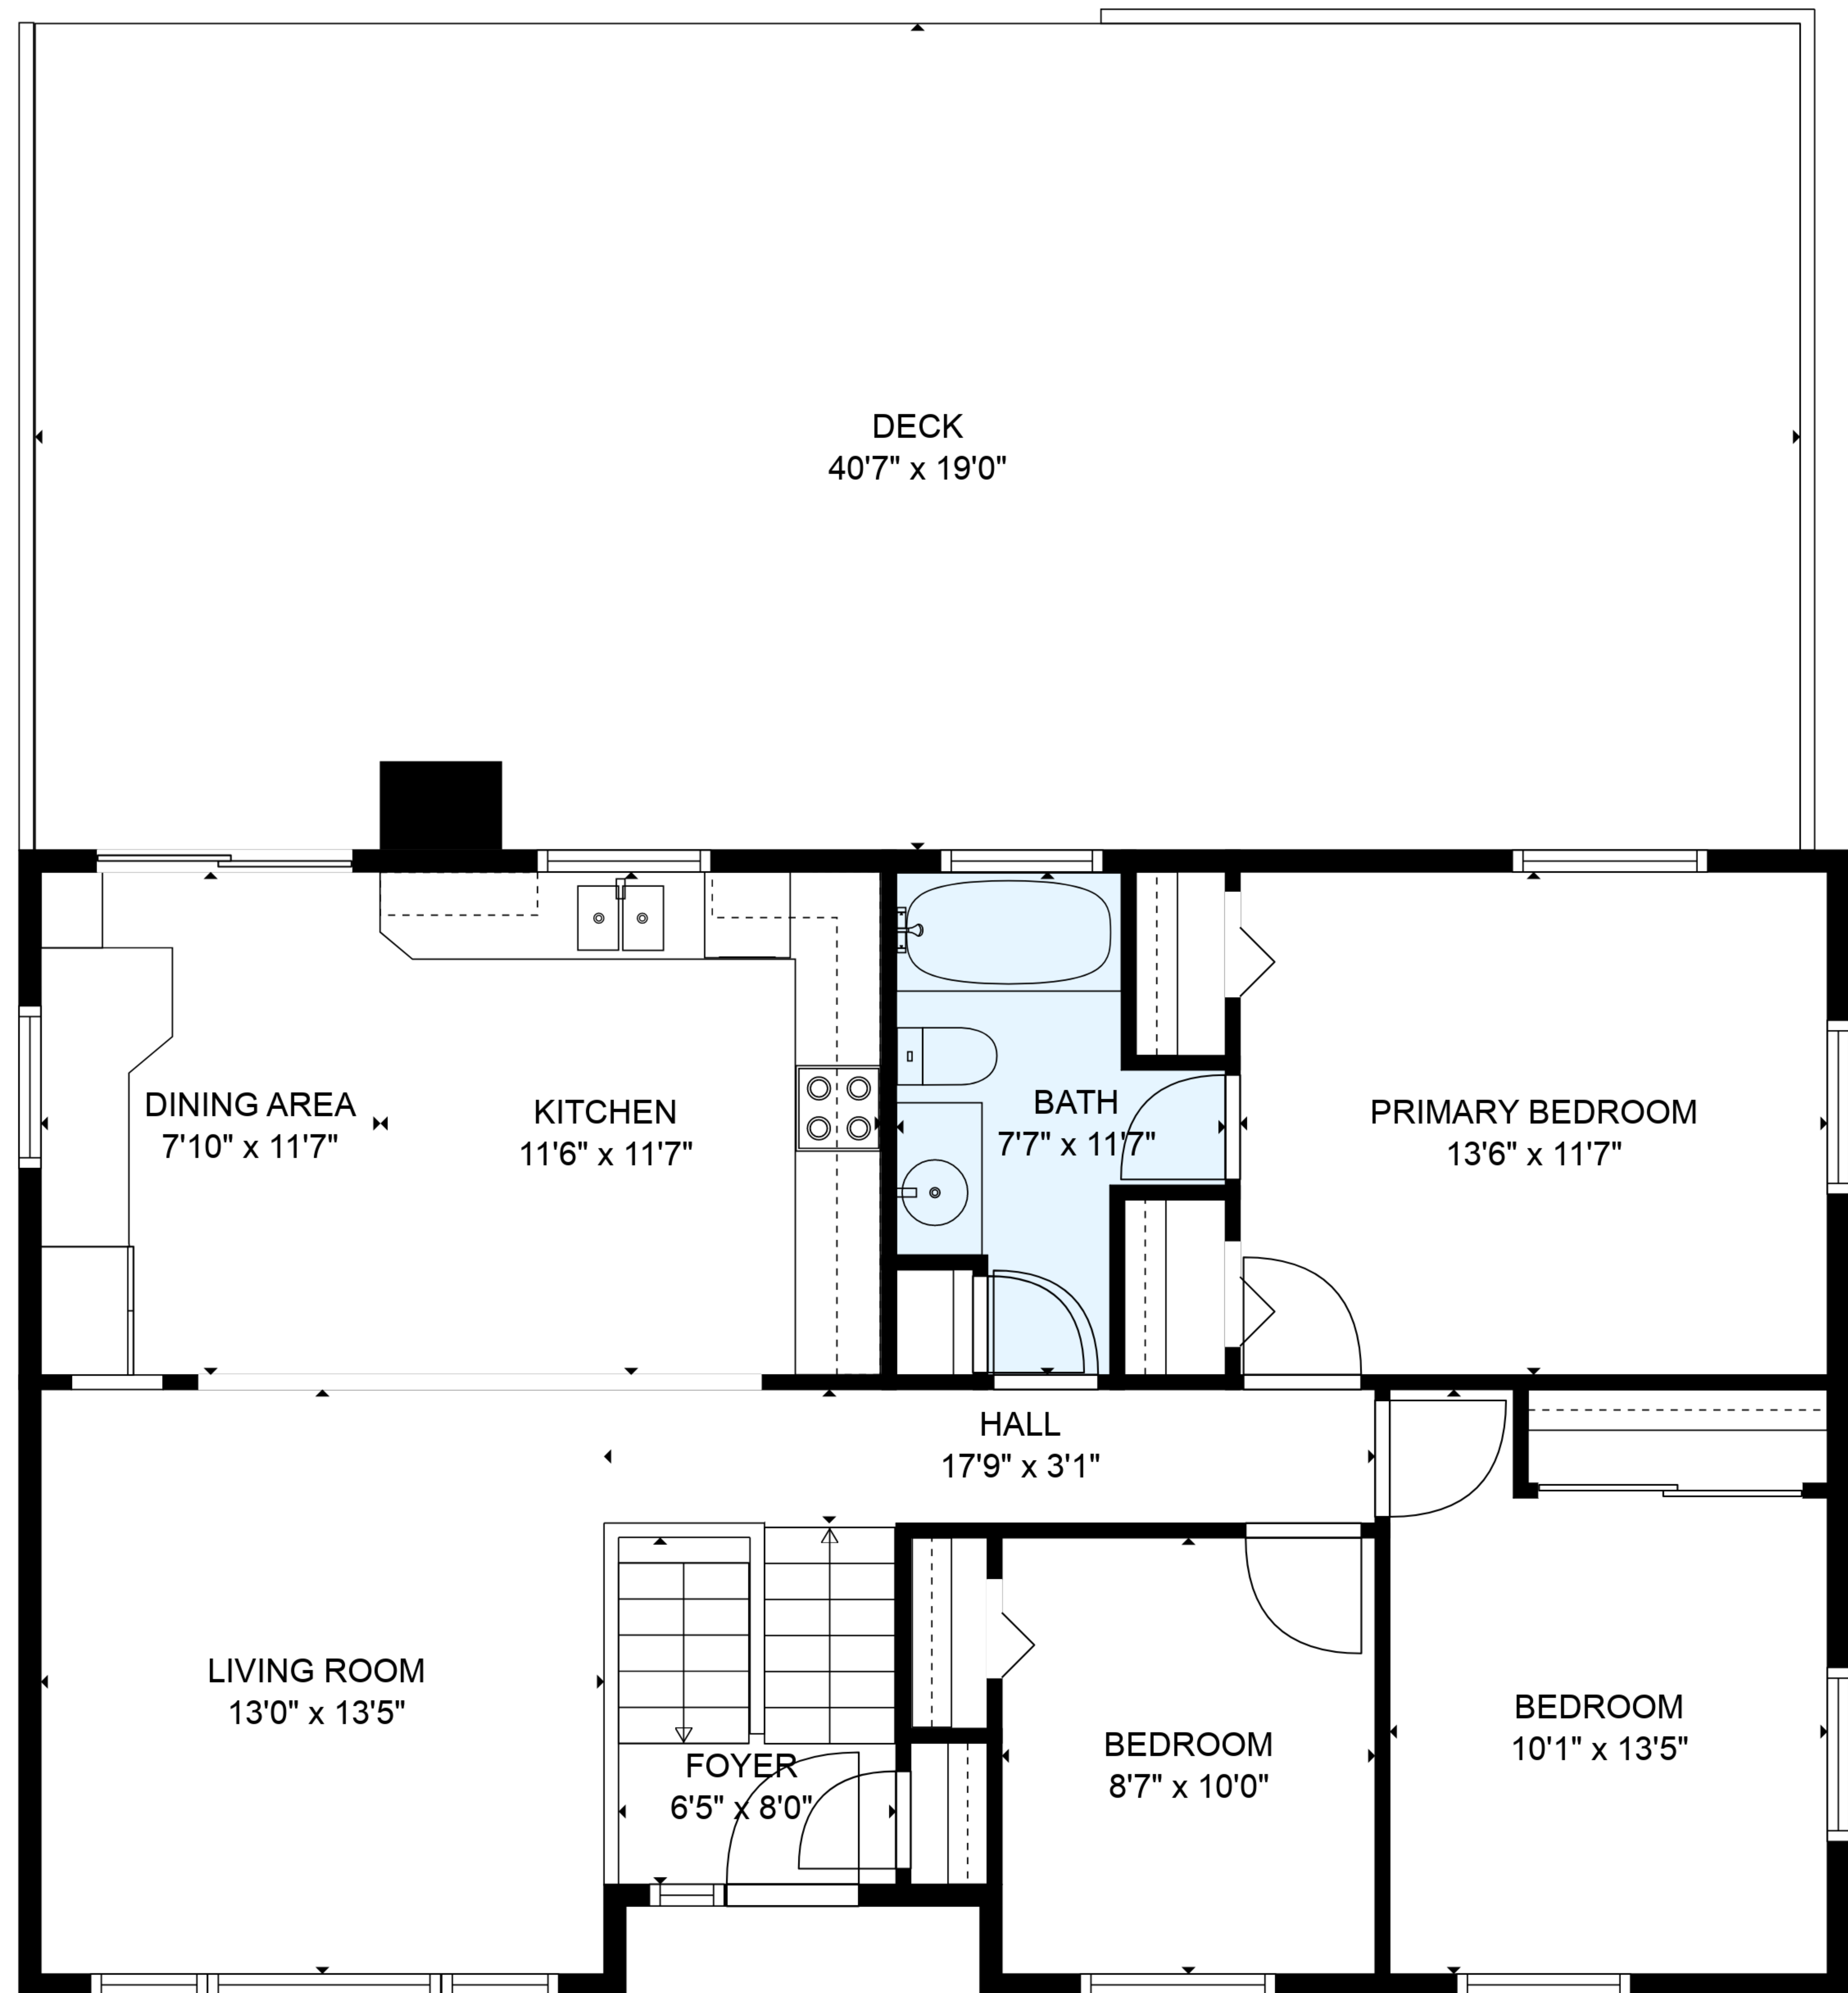 DECK
40'7" x 19'0"
DINING AREA
7'10" x 11'7"
KITCHEN
11'6" x 11'7"
BATH
7'7" x 11'7"
PRIMARY BEDROOM
13'6" x 11'7"
HALL
17'9" x 3'1"
LIVING ROOM
13'0" x 13'5"
FOYER
6'5" x 8'0"
BEDROOM
8'7" x 10'0"
BEDROOM
10'1" x 13'5"